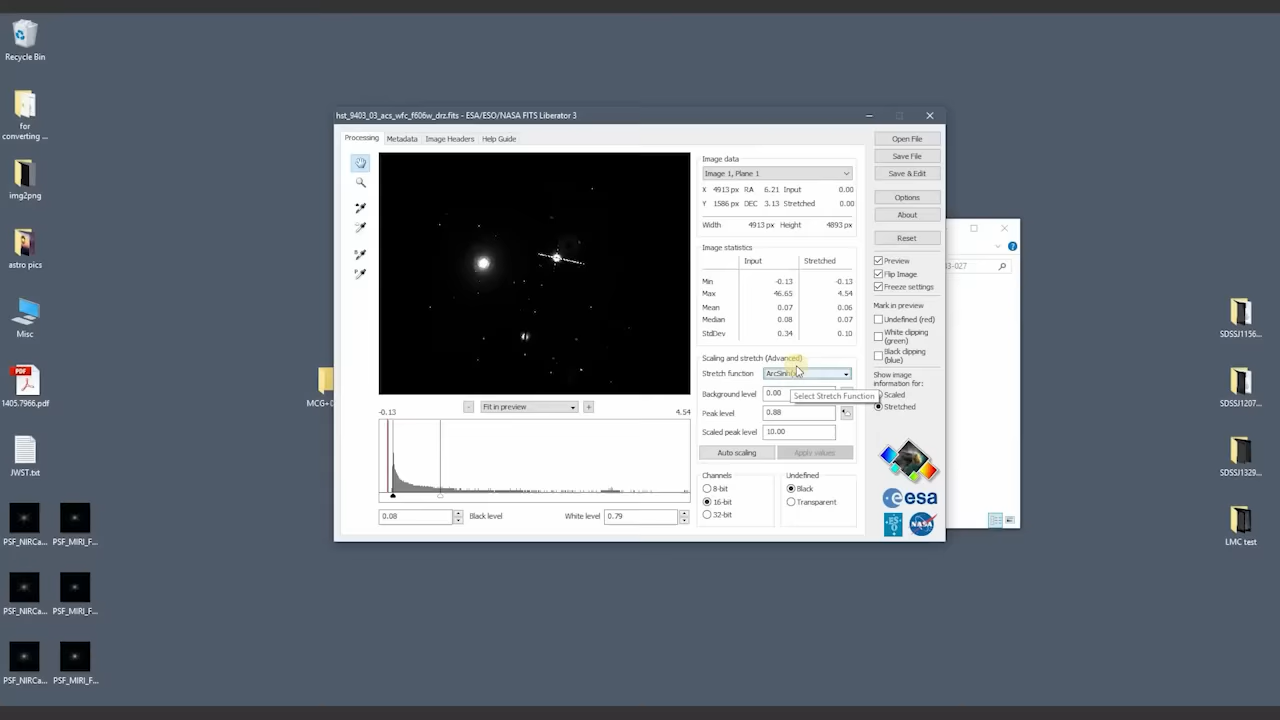 Recycle Bin
for
converting ...
img2png
astro pics
Misc
PDF
1405.7966.pdf
JWST.txt
PSF_NIRCa...
PSF_MIRI_F...
PSF_NIRCa...
PSF_MIRI_F...
PSF_NIRCa...
PSF_MIRI_F...
hst_9403_03_acs_wfc_f606w_drz.fits - ESA/ESO/NASA FITS Liberator 3
Processing Metadata Image Headers Help Guide
Image data
Image 1, Plane 1
X 4913 px RA 6.21 Input 0.00
Y 1586 px DEC 3.13 Stretched 0.00
Width 4913 px Height 4893 px
Image statistics
Input Stretched
Min -0.13 -0.13
Max 46.65 4.54
Mean 0.07 0.06
Median 0.08 0.07
StdDev 0.34 0.10
Scaling and stretch (Advanced)
Stretch function
Select Stretch Function
Background level 0.00
Peak level 0.88
Scaled peak level 10.00
Auto scaling Apply values
Channels
8-bit
16-bit
32-bit
Undefined
Black
Transparent
- Fit in preview +
-0.13 4.54
0.08 Black level White level 0.79
Open File
Save File
Save & Edit
Options
About
Reset
Preview
Flip Image
Freeze settings
Mark in preview
Undefined (red)
White clipping
(green)
Black clipping
(blue)
Show image
information for:
Scaled
Stretched
esa
NASA
MCG+
3-027
SDSSJ1156...
SDSSJ1207...
SDSSJ1329...
LMC test